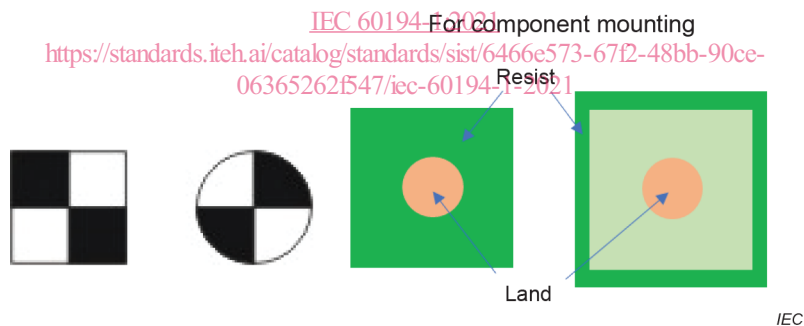 IEC 60194-1:2021
For component mounting
https://standards.iteh.ai/catalog/standards/sist/6466e573-67f2-48bb-90ce-
06365262f547/iec-60194-1-2021
Resist
Land
IEC